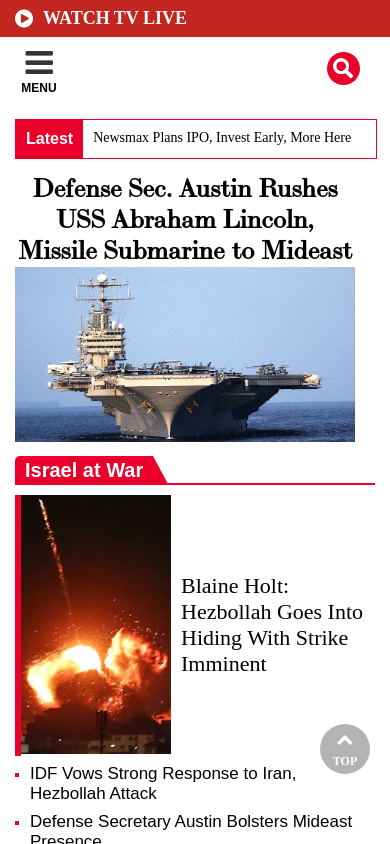 WATCH TV LIVE
MENU
Latest
Newsmax Plans IPO, Invest Early, More Here
Defense Sec. Austin Rushes
USS Abraham Lincoln,
Missile Submarine to Mideast
Israel at War
Blaine Holt:
Hezbollah Goes Into
Hiding With Strike
Imminent
TOP
IDF Vows Strong Response to Iran,
Hezbollah Attack
Defense Secretary Austin Bolsters Mideast
Presence